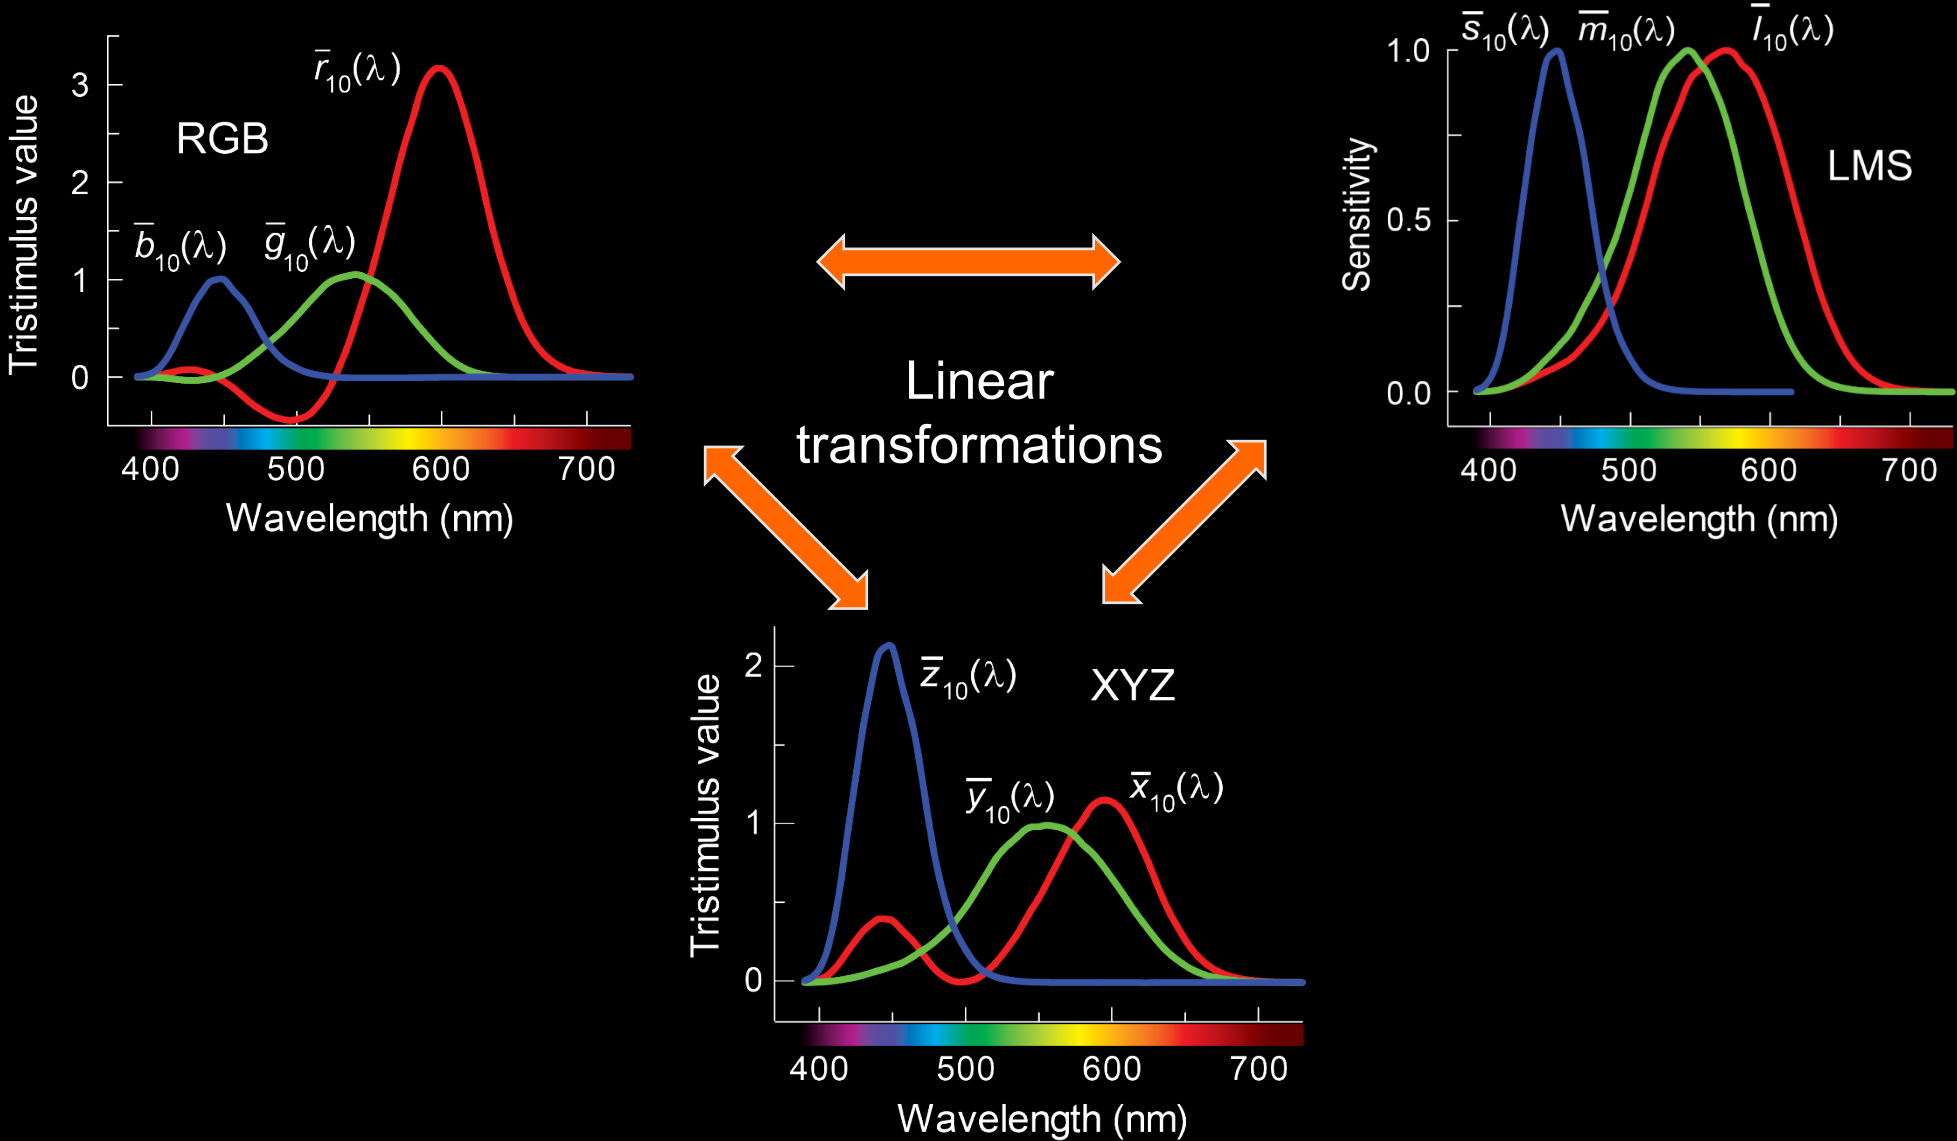 r̅₁₀(λ)
RGB
b̅₁₀(λ)
g̅₁₀(λ)
Tristimulus value
3
2
1
0
400 500 600 700
Wavelength (nm)
s̅₁₀(λ) m̅₁₀(λ) l̅₁₀(λ)
LMS
Sensitivity
1.0
0.5
0.0
400 500 600 700
Wavelength (nm)
Linear
transformations
z̅₁₀(λ)
XYZ
y̅₁₀(λ)
x̅₁₀(λ)
Tristimulus value
2
1
0
400 500 600 700
Wavelength (nm)